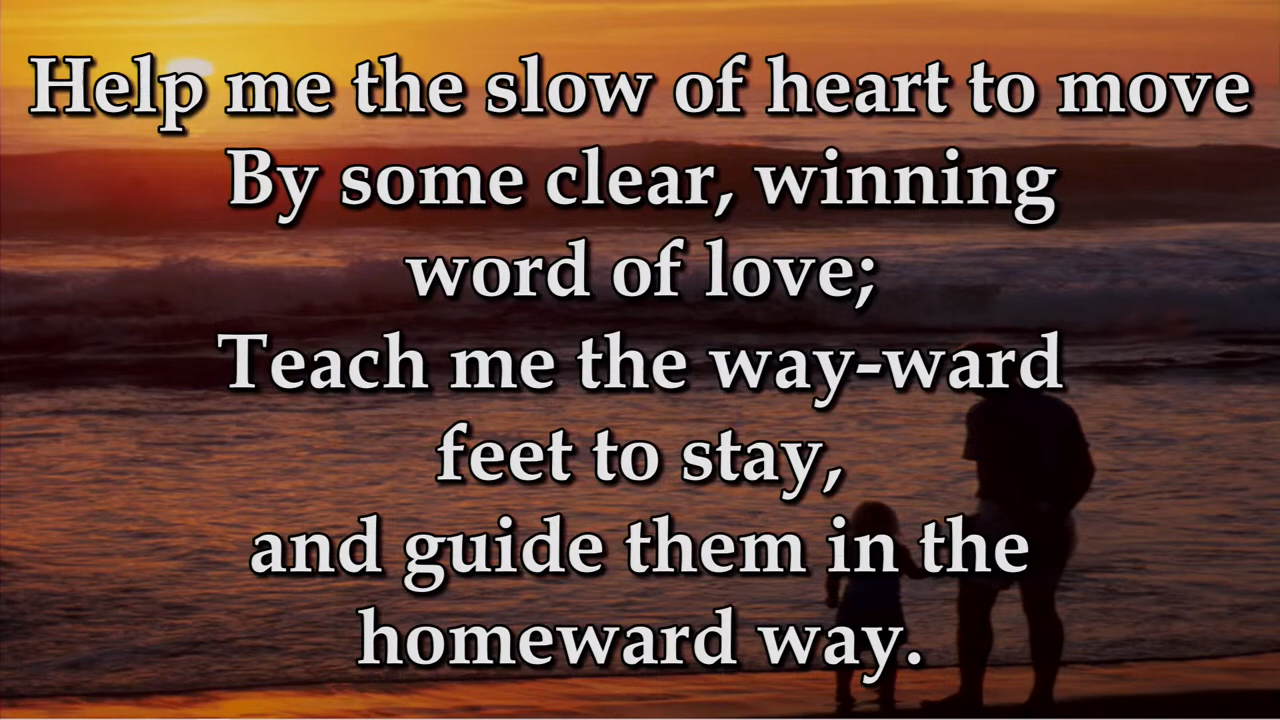 Help me the slow of heart to move
By some clear, winning
word of love;
Teach me the way-ward
feet to stay,
and guide them in the
homeward way.